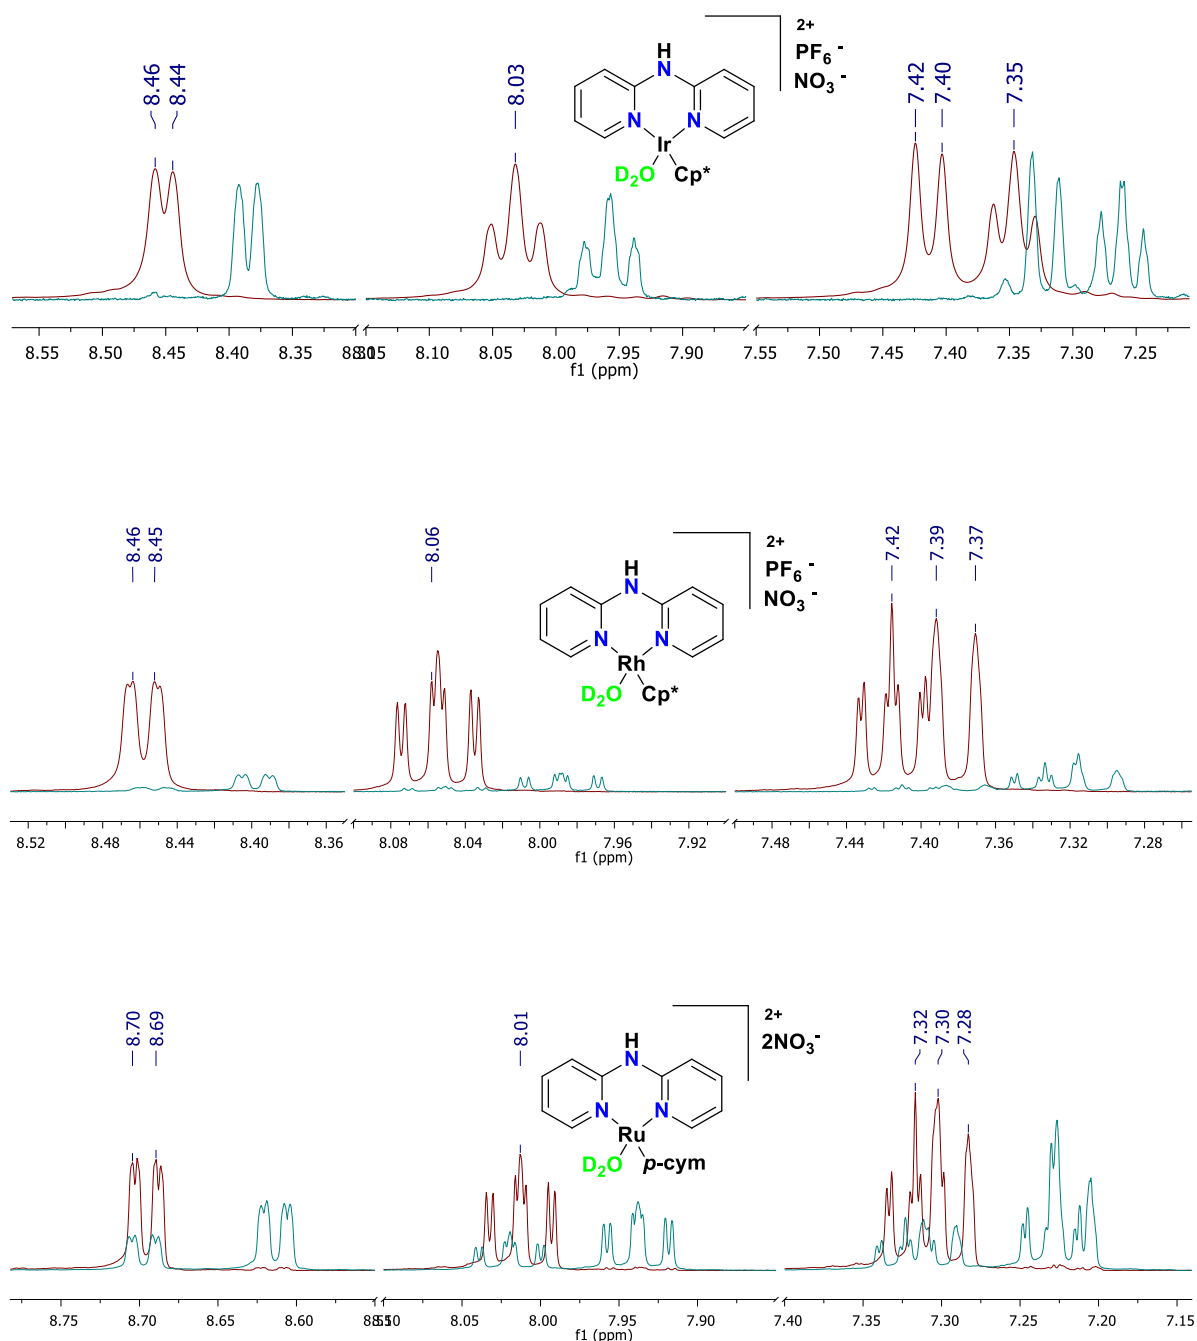 2+
PF6 -
NO3 -
8.46 8.44 8.03 7.42 7.40 7.35
H
N
N N
Ir
D2O Cp*
8.55 8.50 8.45 8.40 8.35 8.15 8.10 8.05 8.00 7.95 7.90 7.55 7.50 7.45 7.40 7.35 7.30 7.25
f1 (ppm)
2+
PF6 -
NO3 -
8.46 8.45 8.06 7.42 7.39 7.37
H
N
N N
Rh
D2O Cp*
8.52 8.48 8.44 8.40 8.36 8.08 8.04 8.00 7.96 7.92 7.48 7.44 7.40 7.36 7.32 7.28
f1 (ppm)
2+
2NO3-
8.70 8.69 8.01 7.32 7.30 7.28
H
N
N N
Ru
D2O p-cym
8.75 8.70 8.65 8.60 8.05 8.00 7.95 7.90 7.40 7.35 7.30 7.25 7.20 7.15
f1 (ppm)